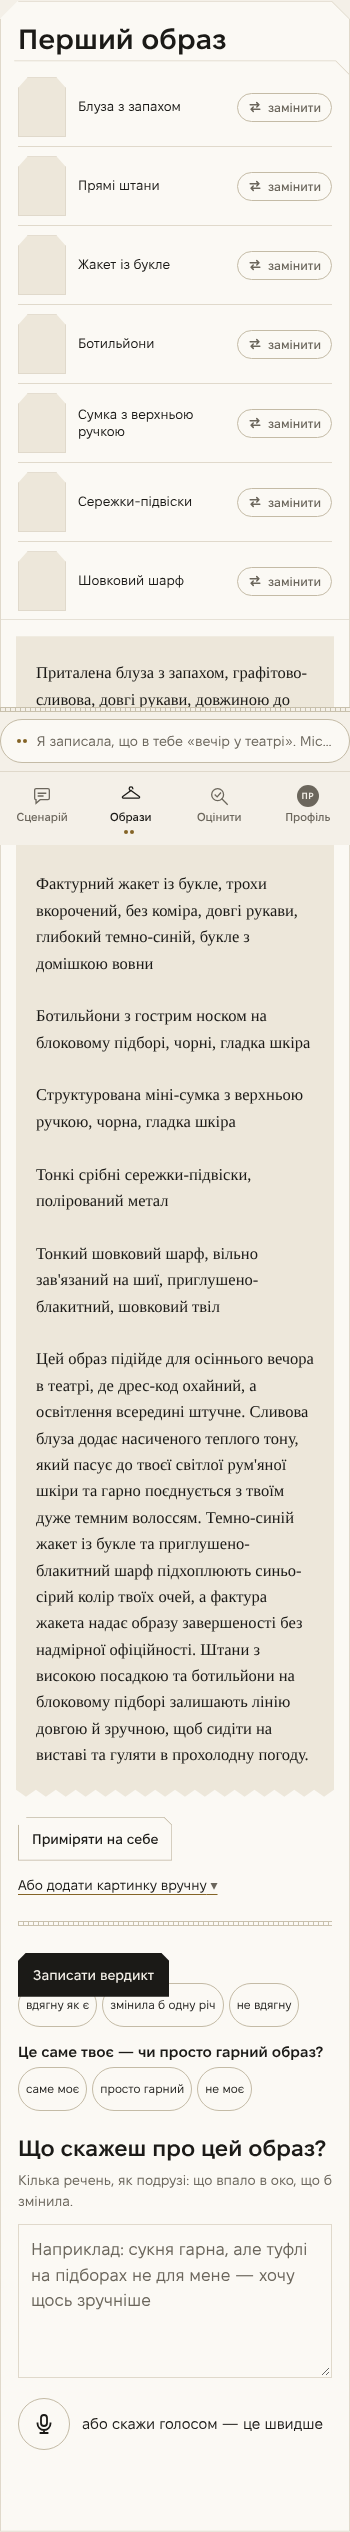 Перший образ
Блуза з запахом
замінити
Прямі штани
замінити
Жакет із букле
замінити
Ботильйони
замінити
Сумка з верхньою
ручкою
замінити
Сережки-підвіски
замінити
Шовковий шарф
замінити
Приталена блуза з запахом, графітово-
сливова, довгі рукави, довжиною до
Я записала, що в тебе «вечір у театрі». Міс...
Сценарій
Образи
Оцінити
ПР
Профіль
Фактурний жакет із букле, трохи
вкорочений, без коміра, довгі рукави,
глибокий темно-синій, букле з
домішкою вовни
Ботильйони з гострим носком на
блоковому підборі, чорні, гладка шкіра
Структурована міні-сумка з верхньою
ручкою, чорна, гладка шкіра
Тонкі срібні сережки-підвіски,
полірований метал
Тонкий шовковий шарф, вільно
зав'язаний на шиї, приглушено-
блакитний, шовковий твіл
Цей образ підійде для осіннього вечора
в театрі, де дрес-код охайний, а
освітлення всередині штучне. Сливова
блуза додає насиченого теплого тону,
який пасує до твоєї світлої рум'яної
шкіри та гарно поєднується з твоїм
дуже темним волоссям. Темно-синій
жакет із букле та приглушено-
блакитний шарф підхоплюють синьо-
сірий колір твоїх очей, а фактура
жакета надає образу завершеності без
надмірної офіційності. Штани з
високою посадкою та ботильйони на
блоковому підборі залишають лінію
довгою й зручною, щоб сидіти на
виставі та гуляти в прохолодну погоду.
Приміряти на себе
Або додати картинку вручну ▾
Записати вердикт
вдягну як є
змінила б одну річ
не вдягну
Це саме твоє — чи просто гарний образ?
саме моє
просто гарний
не моє
Що скажеш про цей образ?
Кілька речень, як подрузі: що впало в око, що б
змінила.
Наприклад: сукня гарна, але туфлі
на підборах не для мене — хочу
щось зручніше
або скажи голосом — це швидше